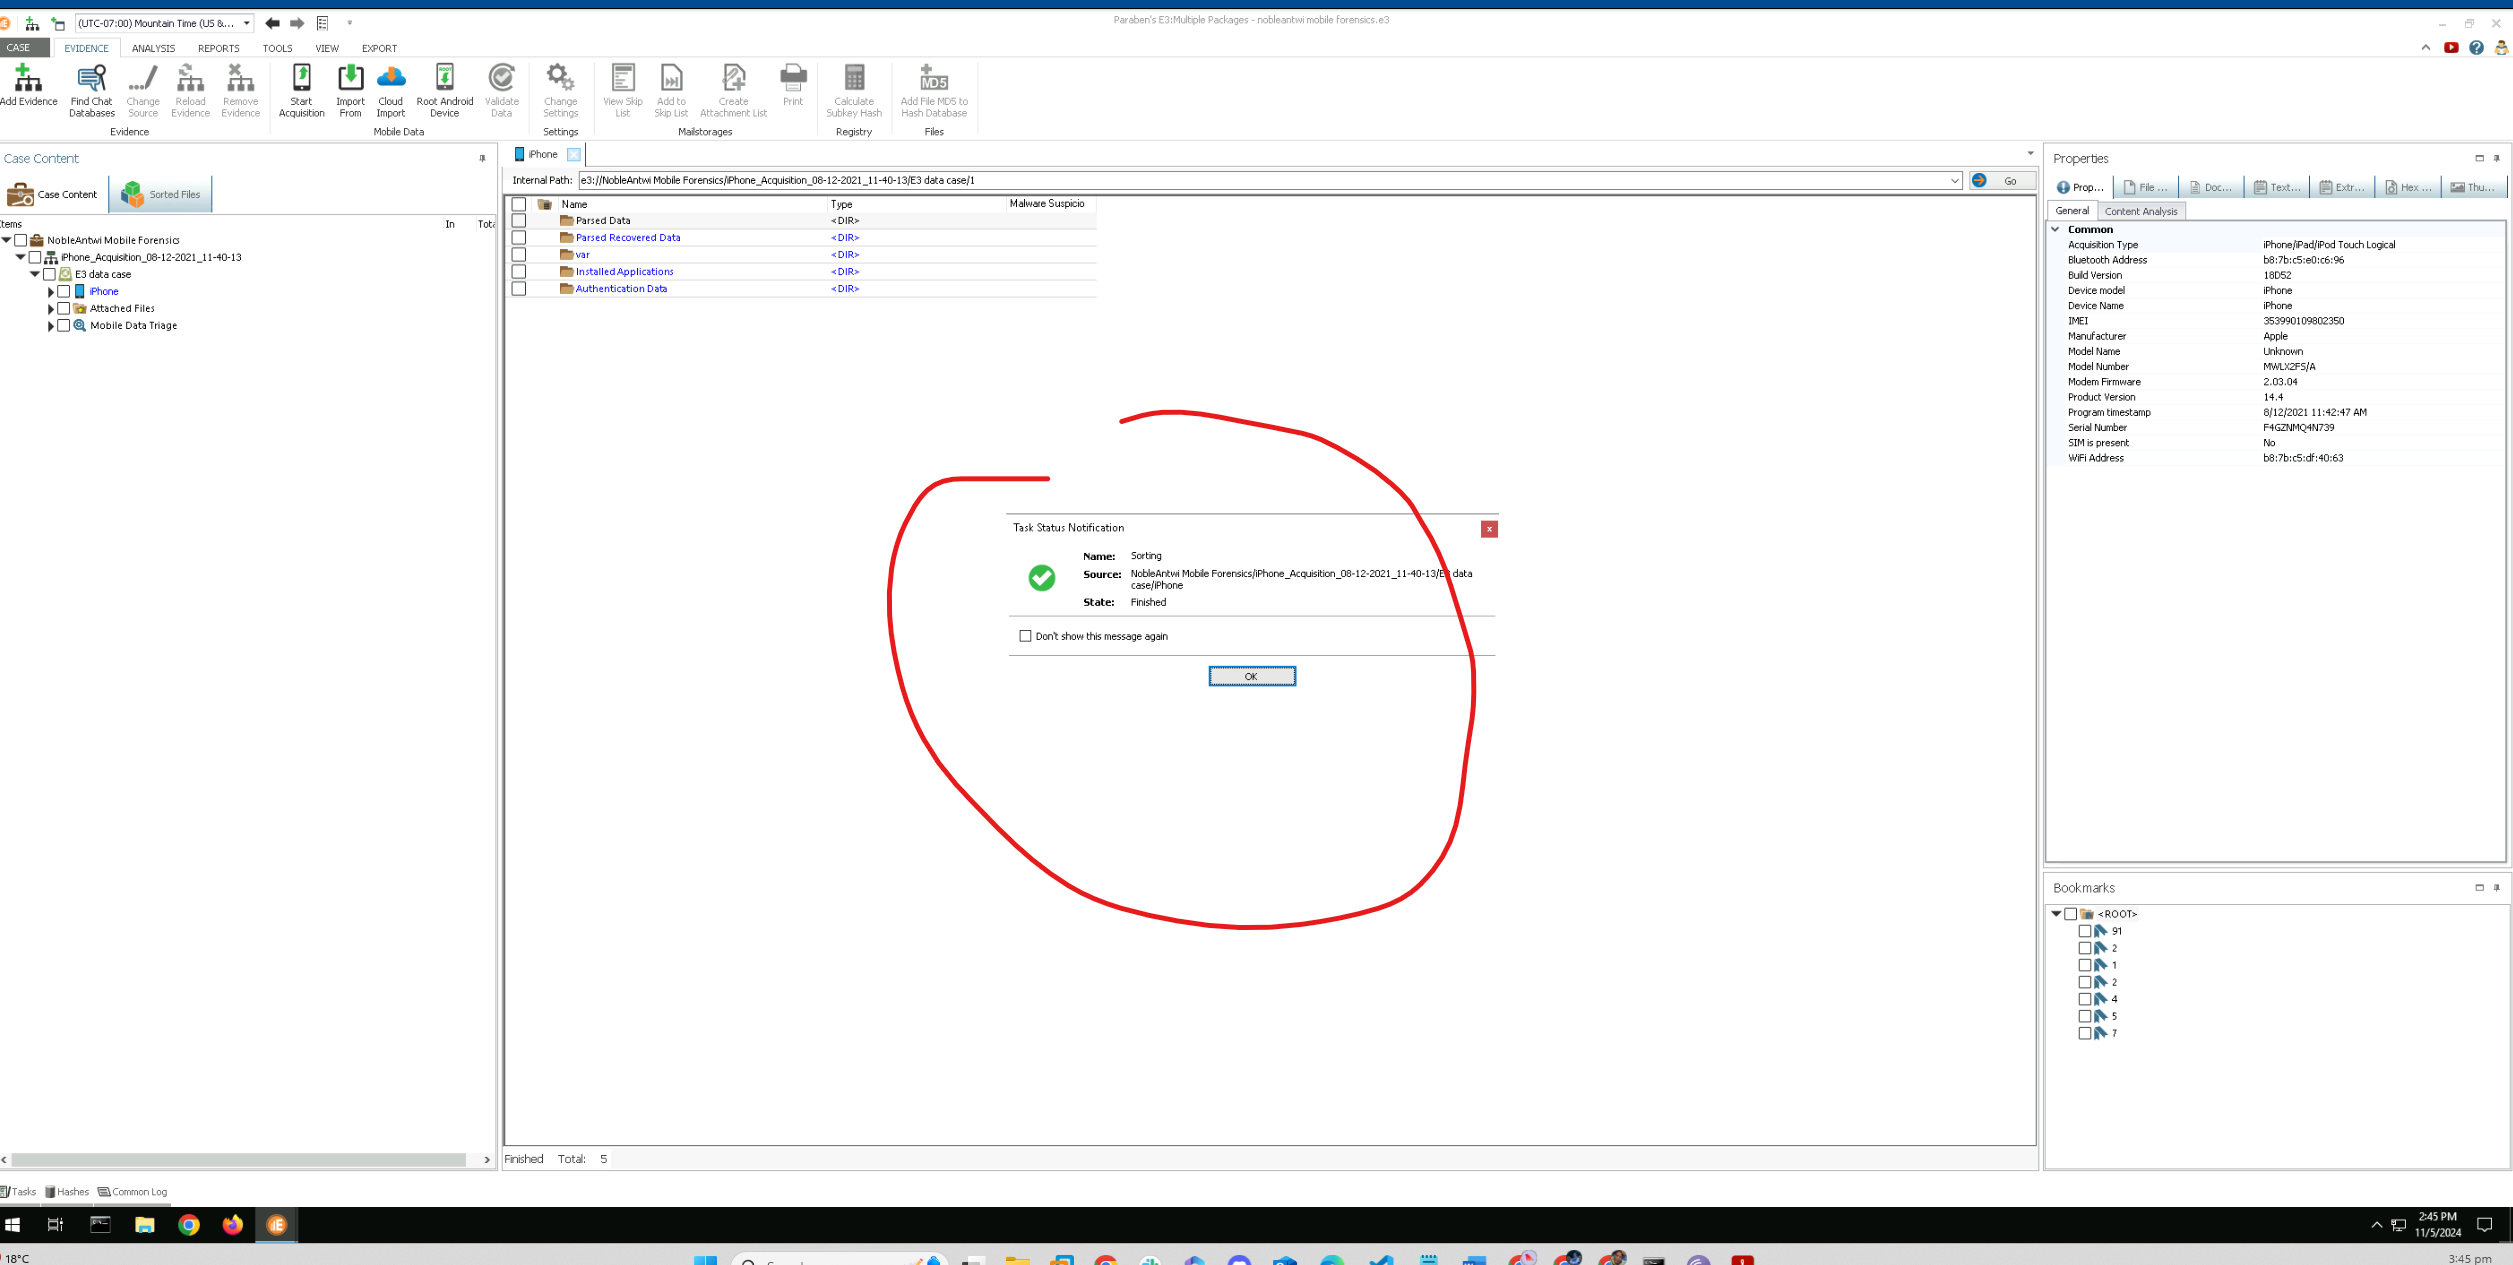 (UTC-07:00) Mountain Time (US &...
Paraben's E3:Multiple Packages - nobleantwi mobile forensics.e3
CASE EVIDENCE ANALYSIS REPORTS TOOLS VIEW EXPORT
Add Evidence
Find Chat Databases
Change Source
Reload Evidence
Remove Evidence
Start Acquisition
Import From
Cloud Import
Root Android Device
Validate Data
Change Settings
View Skip List
Add to Skip List
Create Attachment List
Print
Calculate Subkey Hash
MD5
Add File MD5 to Hash Database
Evidence Mobile Data Settings Mailstorages Registry Files
Case Content
Case Content Sorted Files
Items In Tota
NobleAntwi Mobile Forensics
iPhone_Acquisition_08-12-2021_11-40-13
E3 data case
iPhone
Attached Files
Mobile Data Triage
iPhone
Internal Path: e3://NobleAntwi Mobile Forensics/iPhone_Acquisition_08-12-2021_11-40-13/E3 data case/1 Go
Name Type Malware Suspicio
Parsed Data <DIR>
Parsed Recovered Data <DIR>
var <DIR>
Installed Applications <DIR>
Authentication Data <DIR>
Task Status Notification x
Name: Sorting
Source: NobleAntwi Mobile Forensics/iPhone_Acquisition_08-12-2021_11-40-13/E3 data
case/iPhone
State: Finished
Don't show this message again
OK
Finished Total: 5
Properties
Prop... File ... Doc... Text... Extr... Hex ... Thu...
General Content Analysis
Common
Acquisition Type iPhone/iPad/iPod Touch Logical
Bluetooth Address b8:7b:c5:e0:c6:96
Build Version 18D52
Device model iPhone
Device Name iPhone
IMEI 353990109802350
Manufacturer Apple
Model Name Unknown
Model Number MWLX2FS/A
Modem Firmware 2.03.04
Product Version 14.4
Program timestamp 8/12/2021 11:42:47 AM
Serial Number F4GZNMQ4N739
SIM is present No
WiFi Address b8:7b:c5:df:40:63
Bookmarks
<ROOT>
91
2
1
2
4
5
7
Tasks Hashes Common Log
2:45 PM
11/5/2024
18°C
3:45 pm